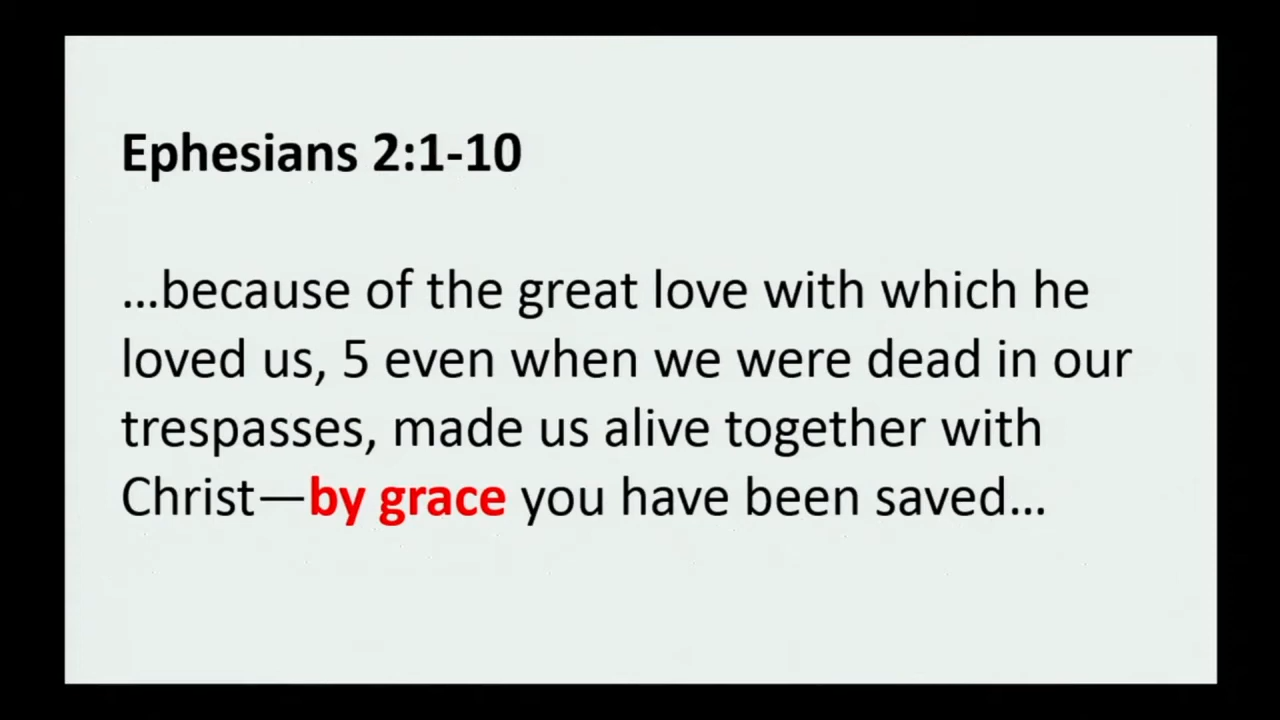 Ephesians 2:1-10
…because of the great love with which he
loved us, 5 even when we were dead in our
trespasses, made us alive together with
Christ—by grace you have been saved…